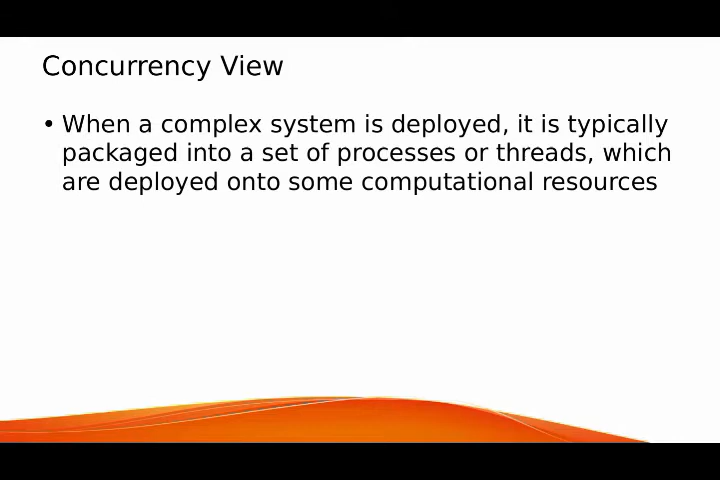 Concurrency View
• When a complex system is deployed, it is typically
packaged into a set of processes or threads, which
are deployed onto some computational resources